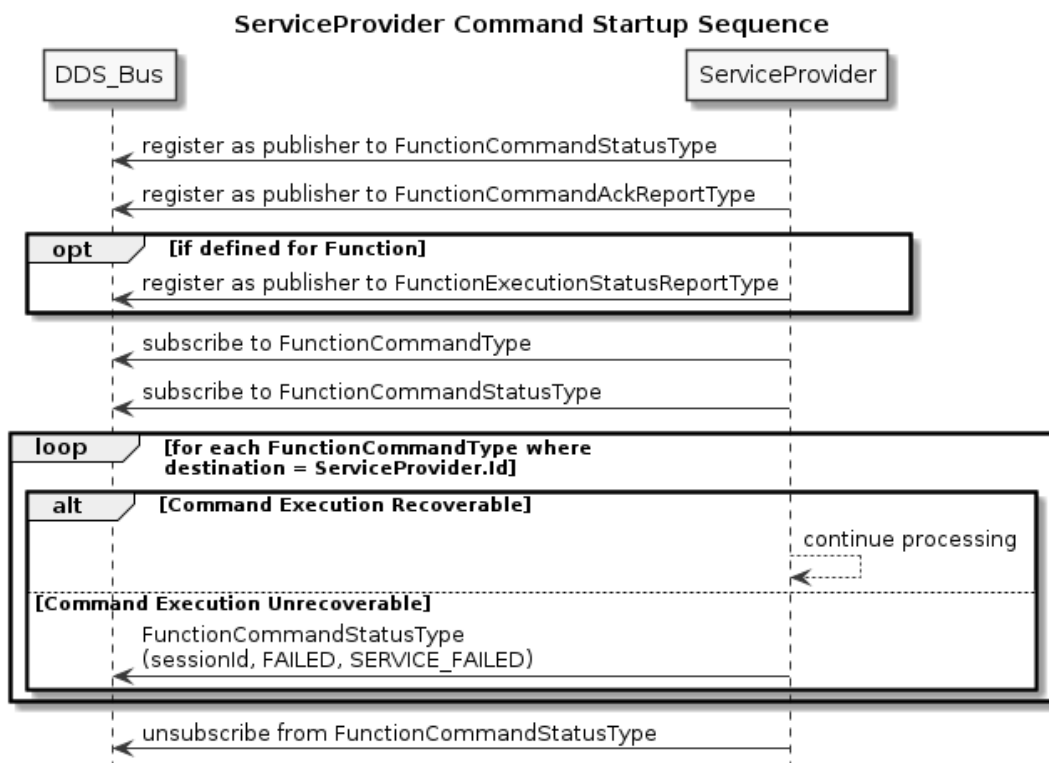 ServiceProvider Command Startup Sequence
DDS_Bus
ServiceProvider
register as publisher to FunctionCommandStatusType
register as publisher to FunctionCommandAckReportType
opt
[if defined for Function]
register as publisher to FunctionExecutionStatusReportType
subscribe to FunctionCommandType
subscribe to FunctionCommandStatusType
loop
[for each FunctionCommandType where
destination = ServiceProvider.Id]
alt
[Command Execution Recoverable]
continue processing
[Command Execution Unrecoverable]
FunctionCommandStatusType
(sessionId, FAILED, SERVICE_FAILED)
unsubscribe from FunctionCommandStatusType